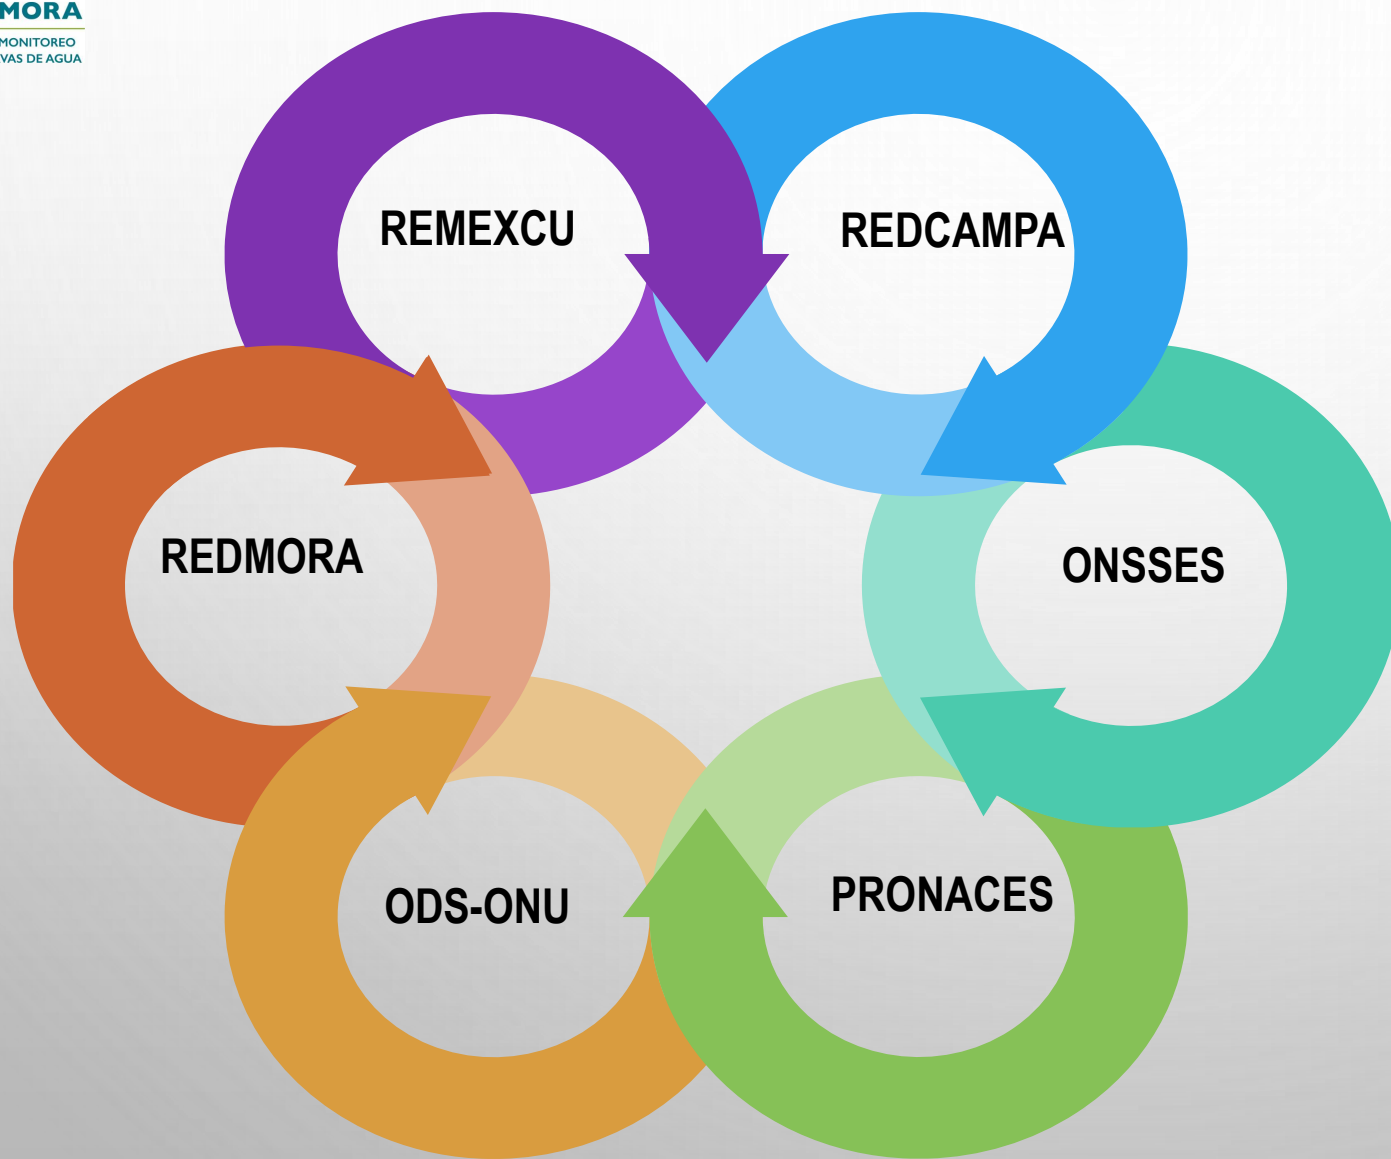 MORA
MONITOREO
VAS DE AGUA
REMEXCU
REDCAMPA
REDMORA
ONSSES
ODS-ONU
PRONACES